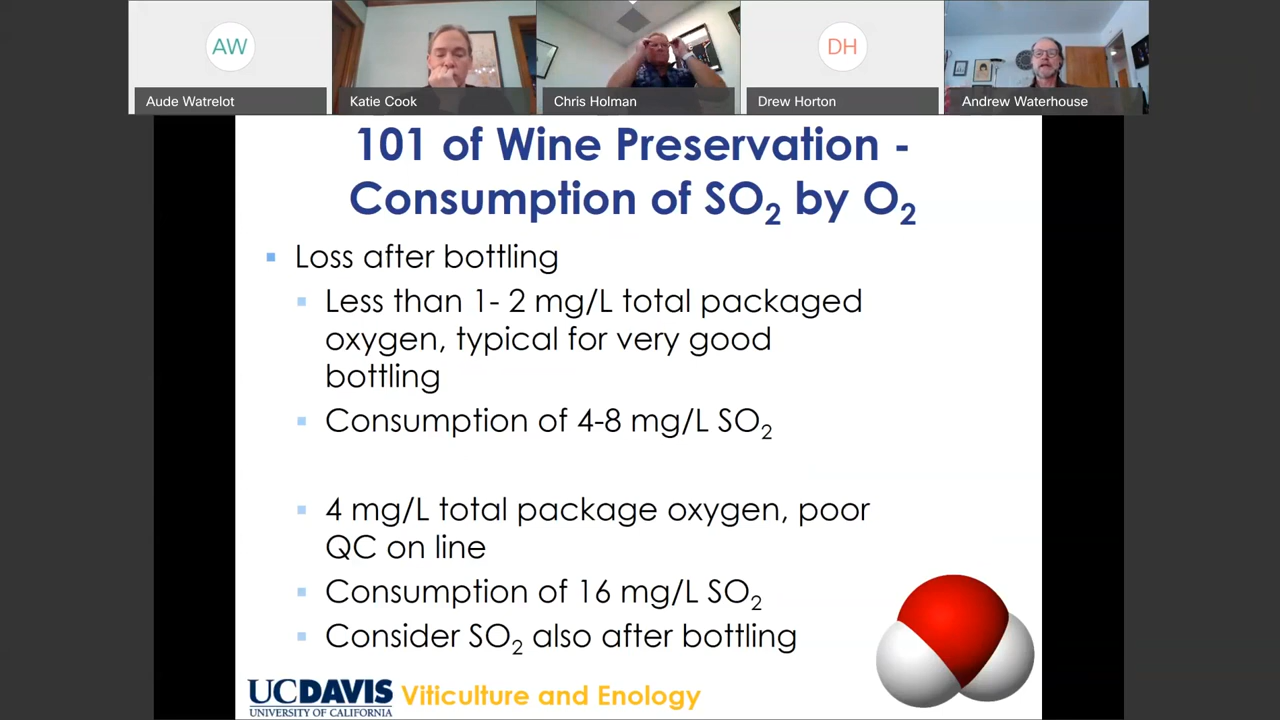 AW
DH
Aude Watrelot
Katie Cook
Chris Holman
Drew Horton
Andrew Waterhouse
101 of Wine Preservation -
Consumption of SO₂ by O₂
Loss after bottling
Less than 1- 2 mg/L total packaged
oxygen, typical for very good
bottling
Consumption of 4-8 mg/L SO₂
4 mg/L total package oxygen, poor
QC on line
Consumption of 16 mg/L SO₂
Consider SO₂ also after bottling
UCDAVIS
UNIVERSITY OF CALIFORNIA
Viticulture and Enology